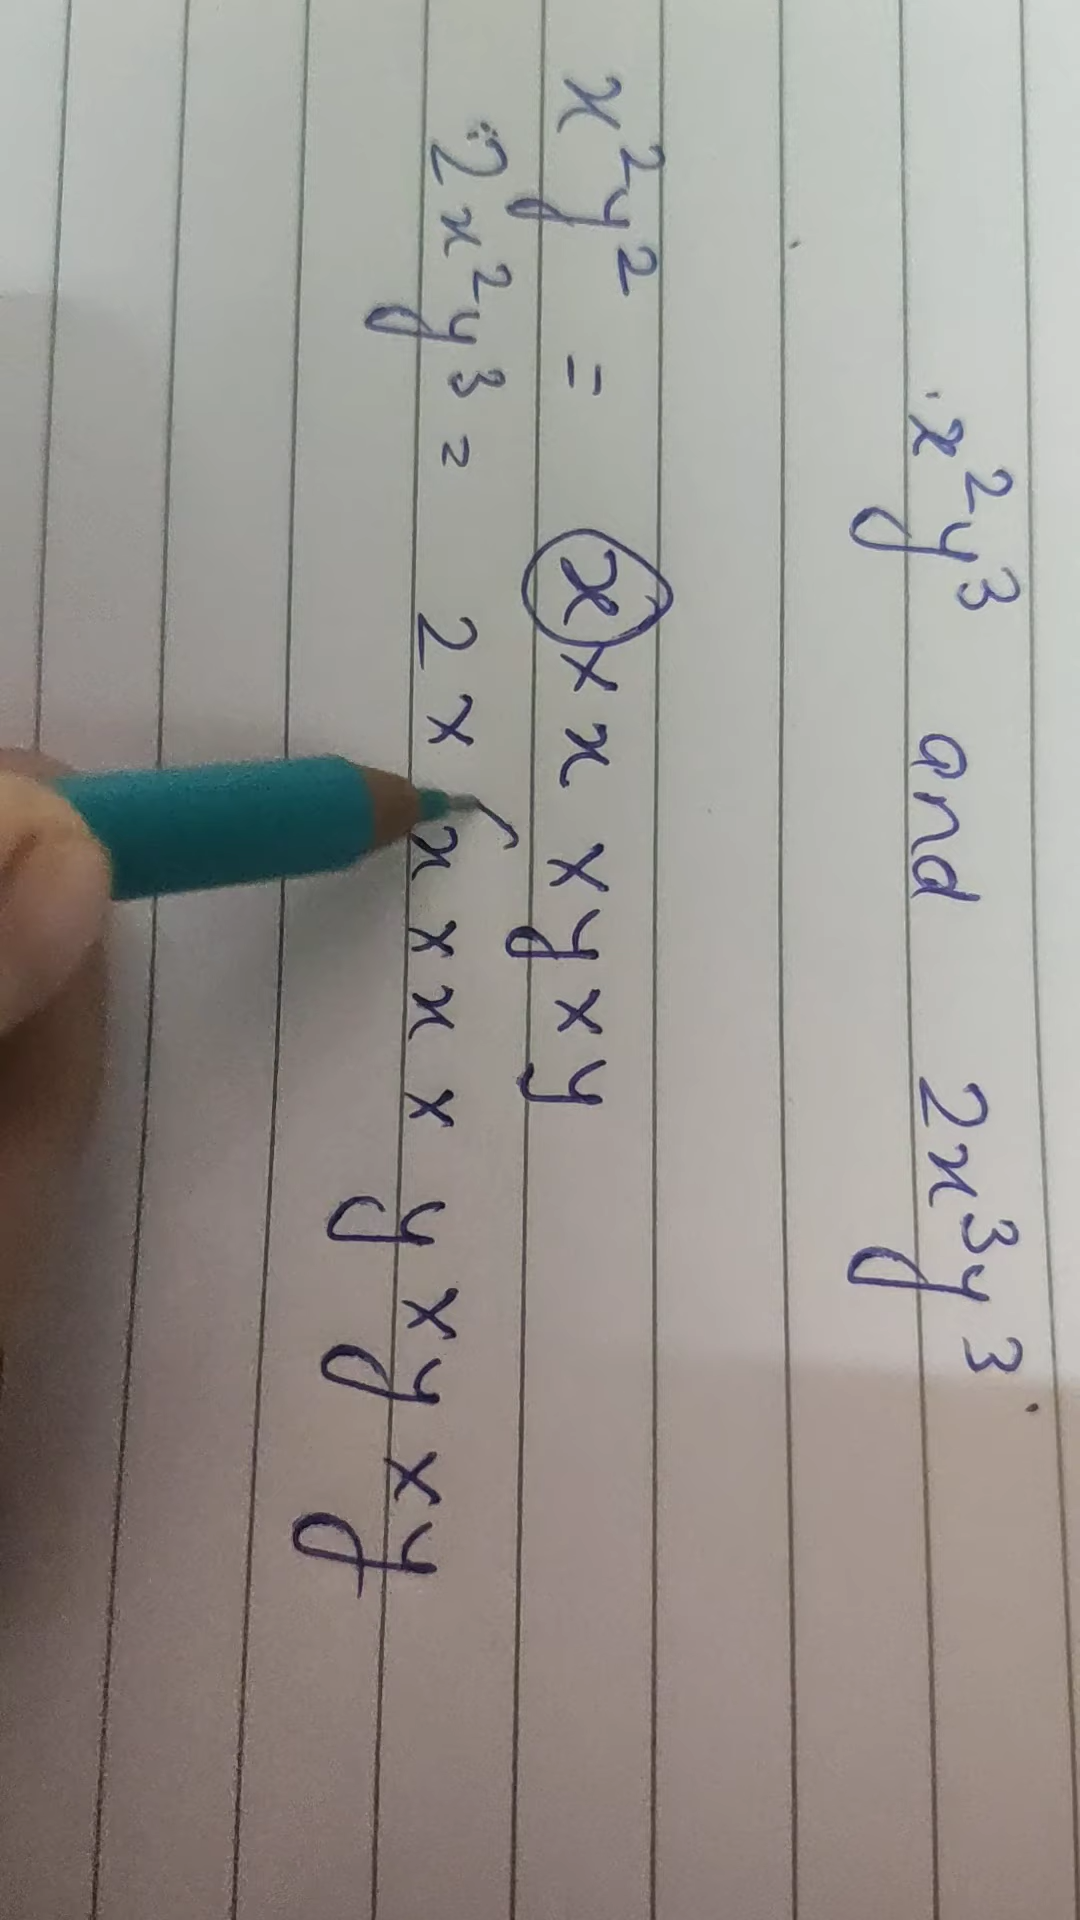 x²y³ and 2x³y³
x²y² = x × x × y × y
2x²y³ = 2 × x × x × y × y × y